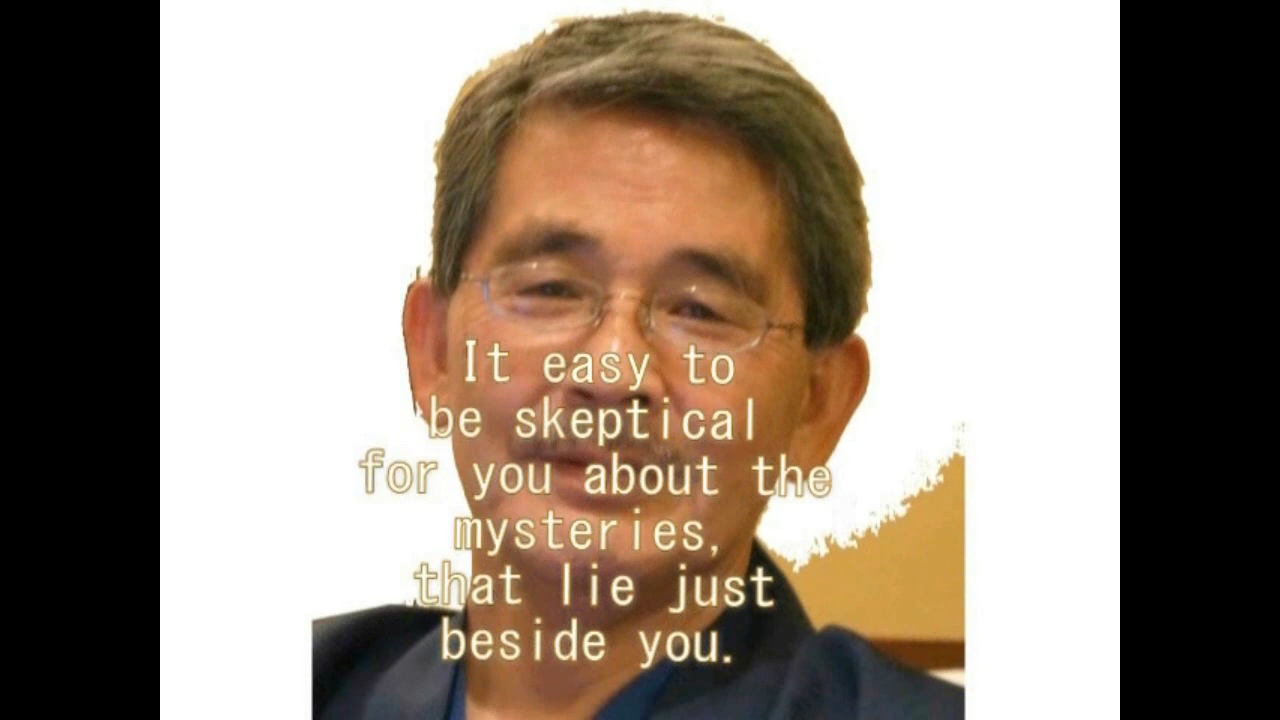 It easy to
be skeptical
for you about the
mysteries,
that lie just
beside you.